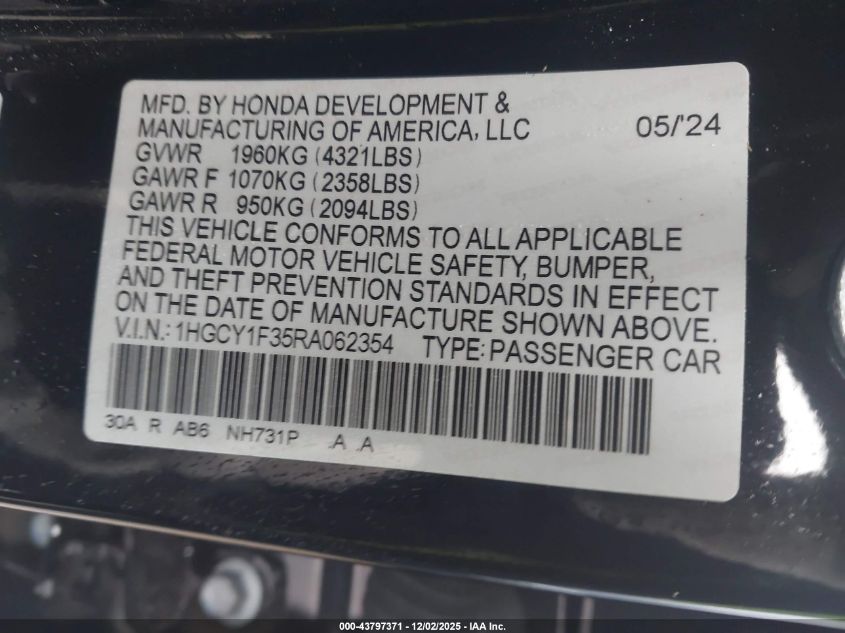 MFD. BY HONDA DEVELOPMENT &
MANUFACTURING OF AMERICA, LLC 05/'24
GVWR 1960KG (4321LBS)
GAWR F 1070KG (2358LBS)
GAWR R 950KG (2094LBS)
THIS VEHICLE CONFORMS TO ALL APPLICABLE
FEDERAL MOTOR VEHICLE SAFETY, BUMPER,
AND THEFT PREVENTION STANDARDS IN EFFECT
ON THE DATE OF MANUFACTURE SHOWN ABOVE.
V.I.N.: 1HGCY1F35RA062354 TYPE: PASSENGER CAR
30A R AB6 NH731P A A
000-43797371 - 12/02/2025 - IAA Inc.